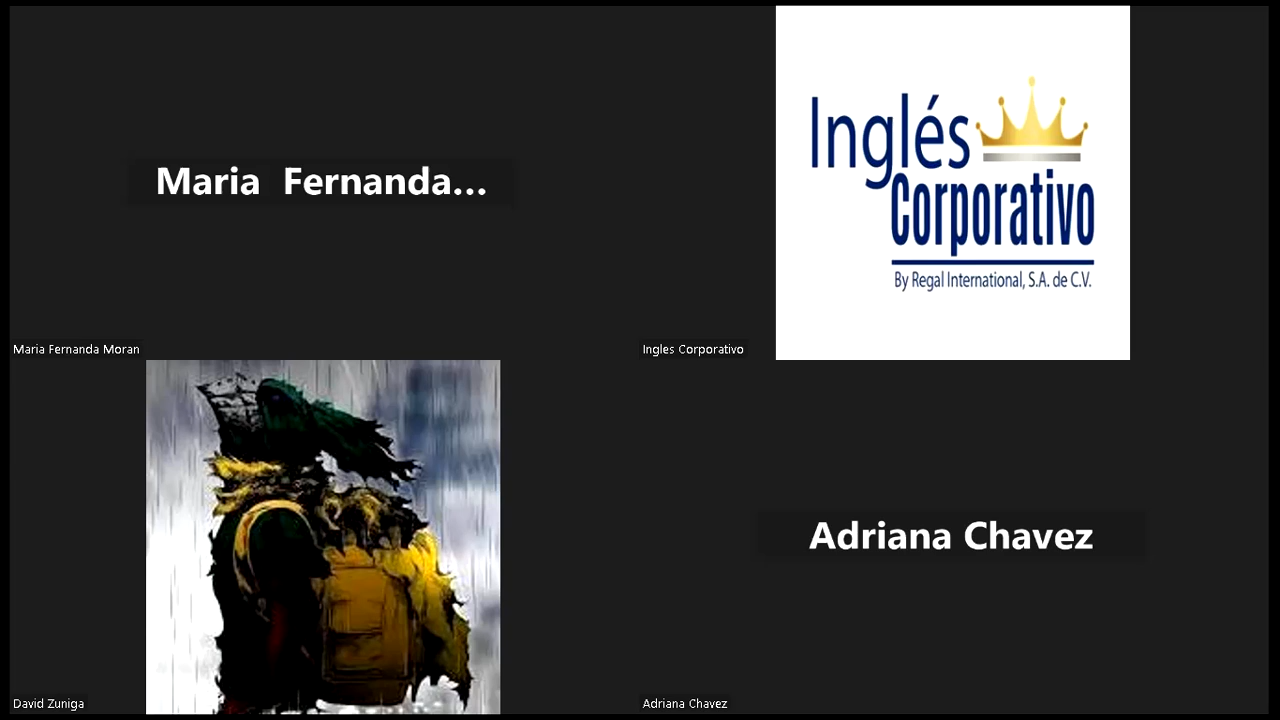 Maria  Fernanda...
Maria Fernanda Moran
Inglés
Corporativo
By Regal International, S.A. de C.V.
Ingles Corporativo
David Zuniga
Adriana Chavez
Adriana Chavez